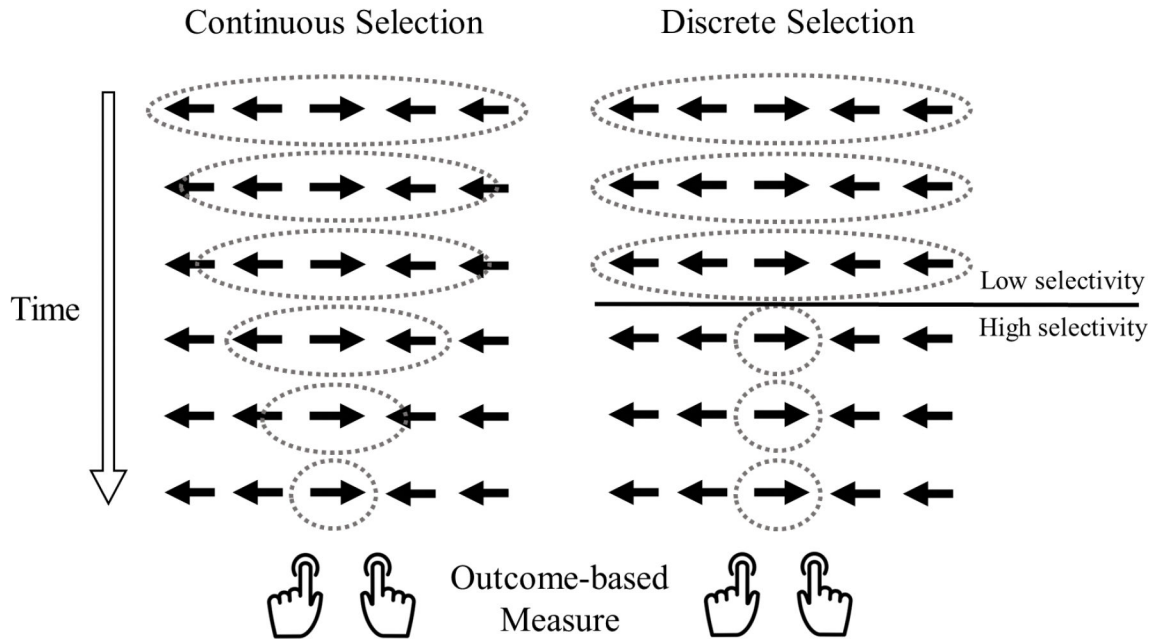 Continuous Selection
Discrete Selection
Time
Low selectivity
High selectivity
Outcome-based
Measure